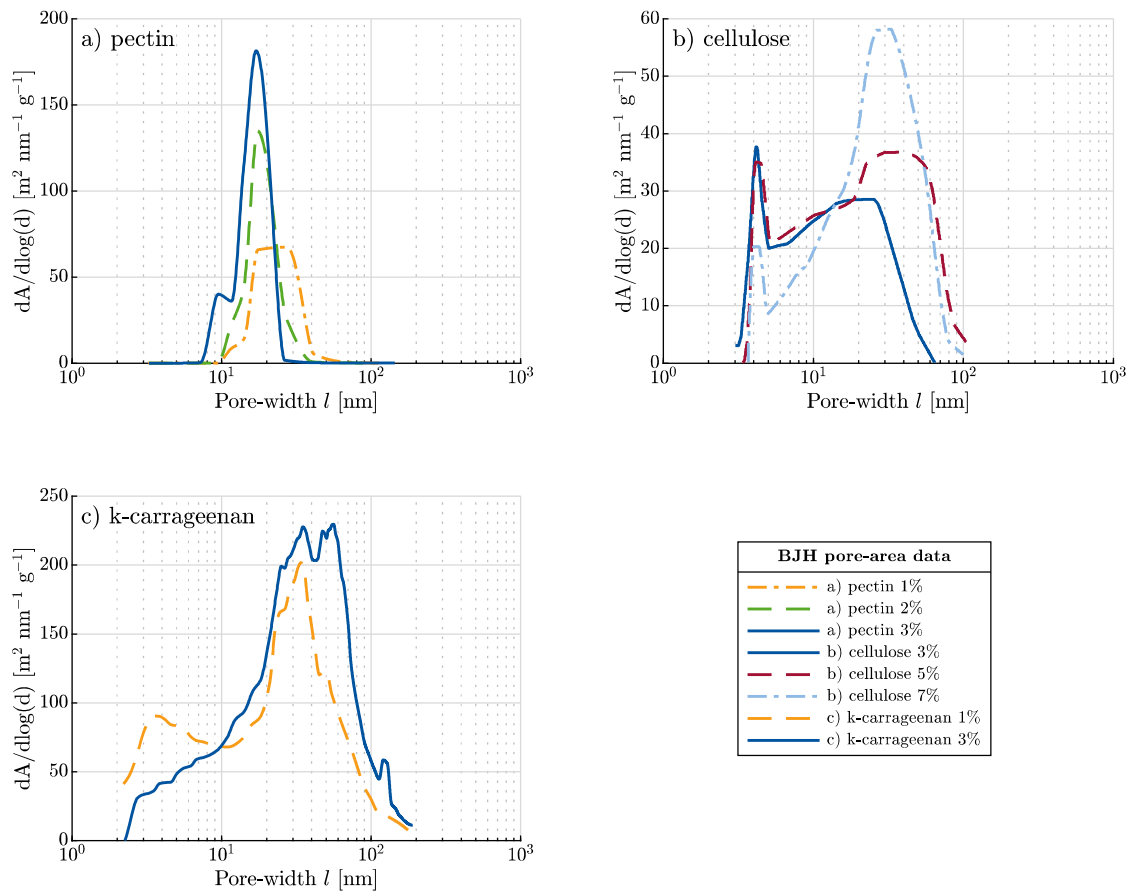 a) pectin
200
150
100
50
0
10⁰ 10¹ 10² 10³
Pore-width l [nm]
dA/dlog(d) [m² nm⁻¹ g⁻¹]
b) cellulose
60
50
40
30
20
10
0
10⁰ 10¹ 10² 10³
Pore-width l [nm]
dA/dlog(d) [m² nm⁻¹ g⁻¹]
c) k-carrageenan
250
200
150
100
50
0
10⁰ 10¹ 10² 10³
Pore-width l [nm]
dA/dlog(d) [m² nm⁻¹ g⁻¹]
BJH pore-area data
a) pectin 1%
a) pectin 2%
a) pectin 3%
b) cellulose 3%
b) cellulose 5%
b) cellulose 7%
c) k-carrageenan 1%
c) k-carrageenan 3%